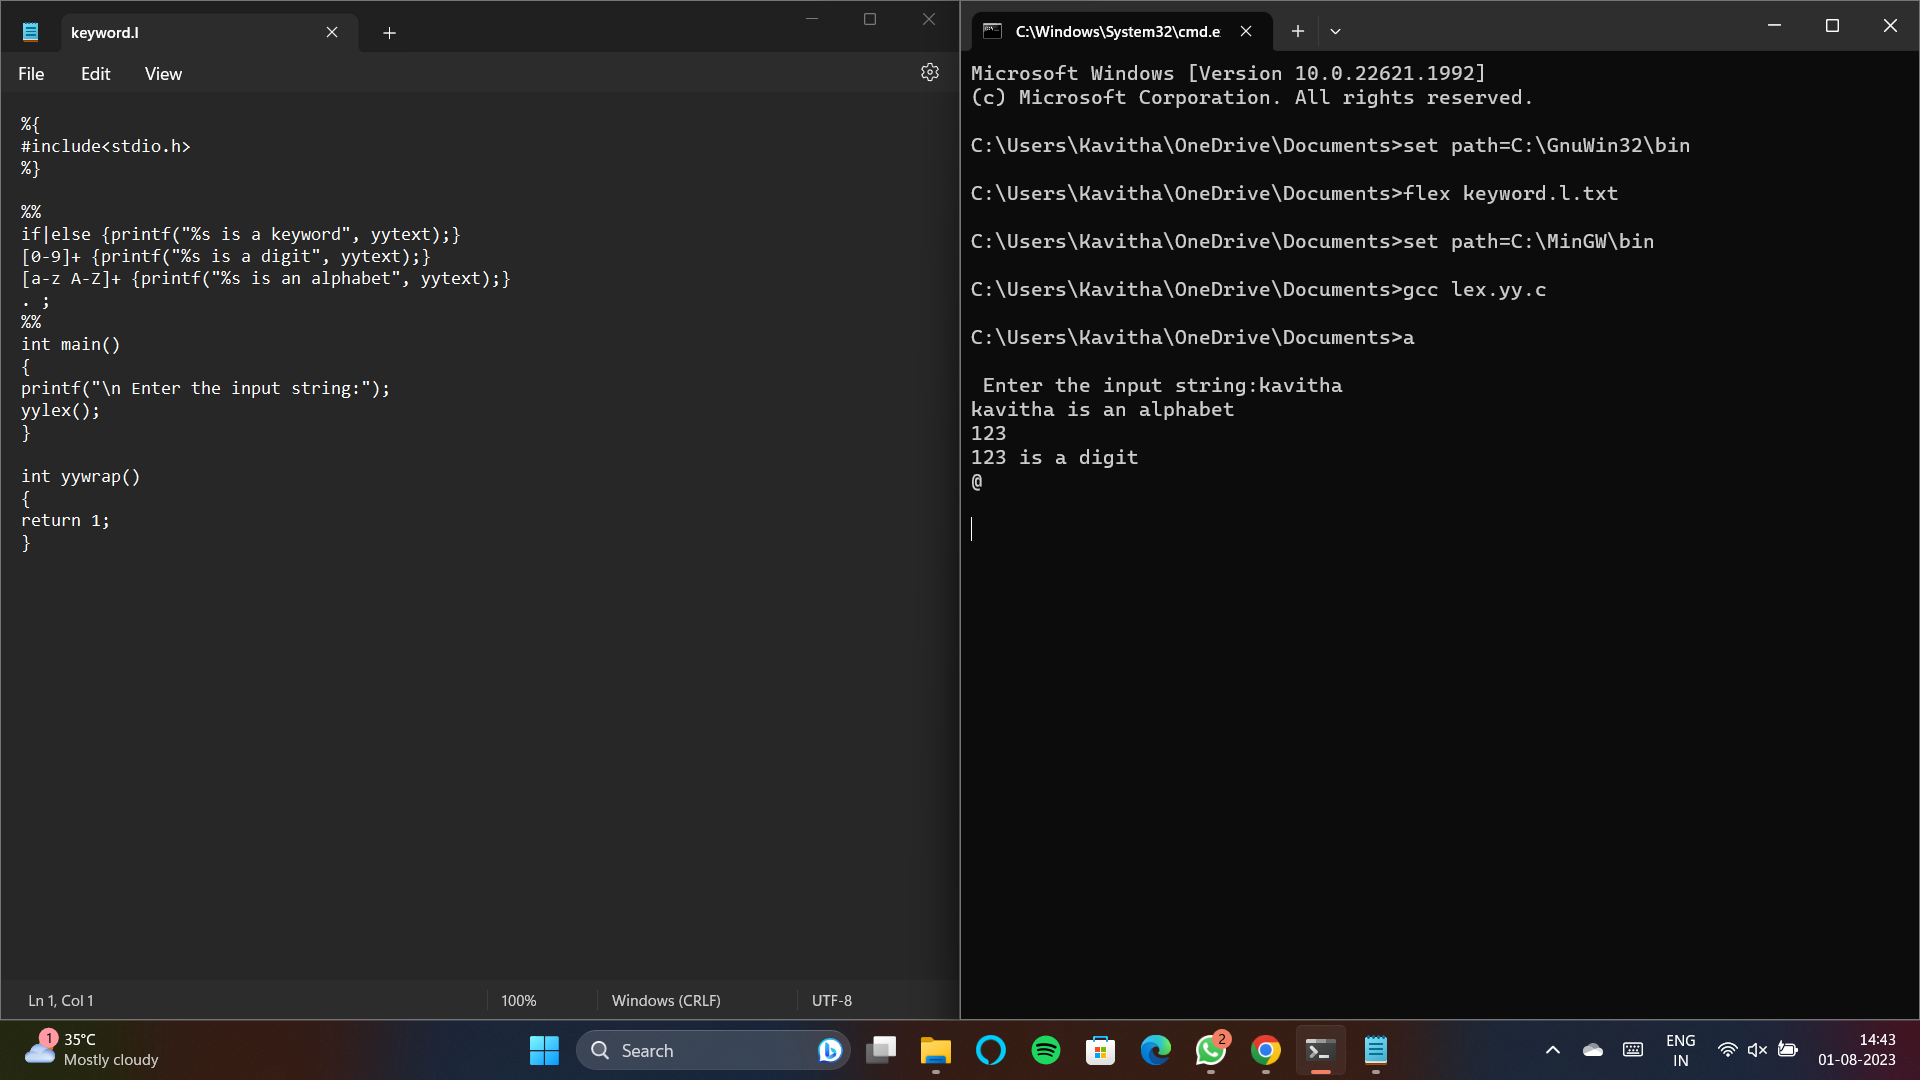 keyword.l
File Edit View
%{
#include<stdio.h>
%}
%%
if|else {printf("%s is a keyword", yytext);}
[0-9]+ {printf("%s is a digit", yytext);}
[a-z A-Z]+ {printf("%s is an alphabet", yytext);}
. ;
%%
int main()
{
printf("\n Enter the input string:");
yylex();
}
int yywrap()
{
return 1;
}
Ln 1, Col 1 100% Windows (CRLF) UTF-8
C:\Windows\System32\cmd.e
Microsoft Windows [Version 10.0.22621.1992]
(c) Microsoft Corporation. All rights reserved.
C:\Users\Kavitha\OneDrive\Documents>set path=C:\GnuWin32\bin
C:\Users\Kavitha\OneDrive\Documents>flex keyword.l.txt
C:\Users\Kavitha\OneDrive\Documents>set path=C:\MinGW\bin
C:\Users\Kavitha\OneDrive\Documents>gcc lex.yy.c
C:\Users\Kavitha\OneDrive\Documents>a
Enter the input string:kavitha
kavitha is an alphabet
123
123 is a digit
@
1
35°C
Mostly cloudy
Search
2
ENG
IN
14:43
01-08-2023